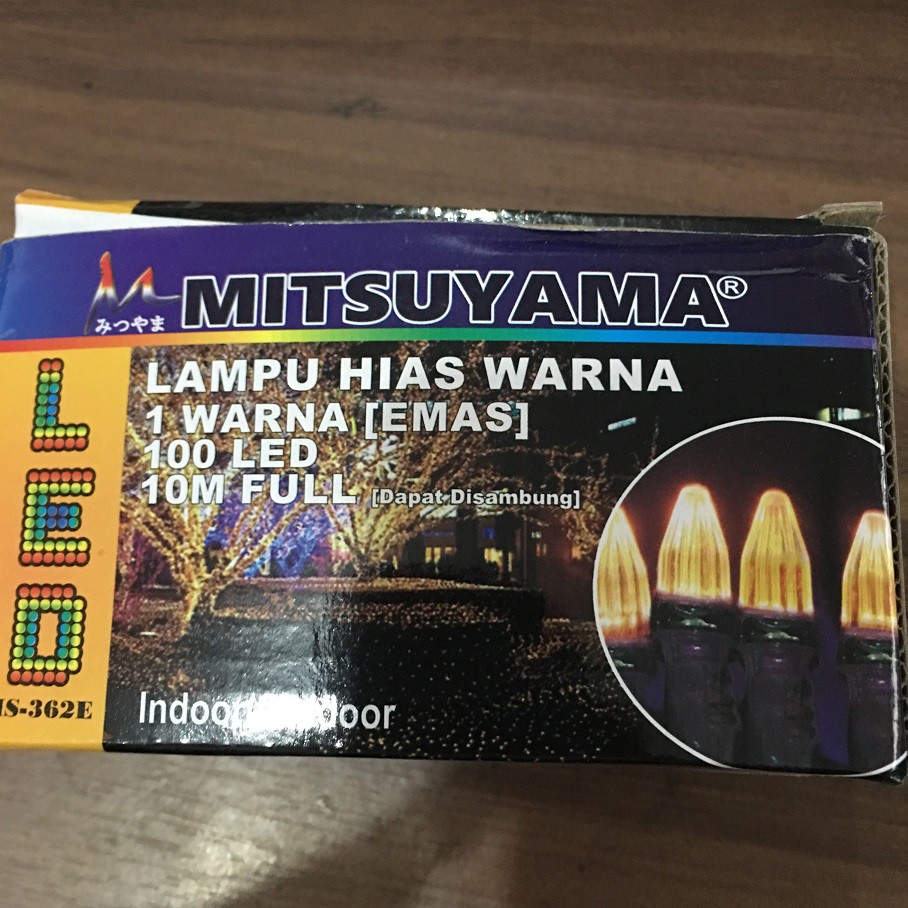 MITSUYAMA®
みつやま
LAMPU HIAS WARNA
1 WARNA [EMAS]
100 LED
10M FULL [Dapat Disambung]
LED
Indoor